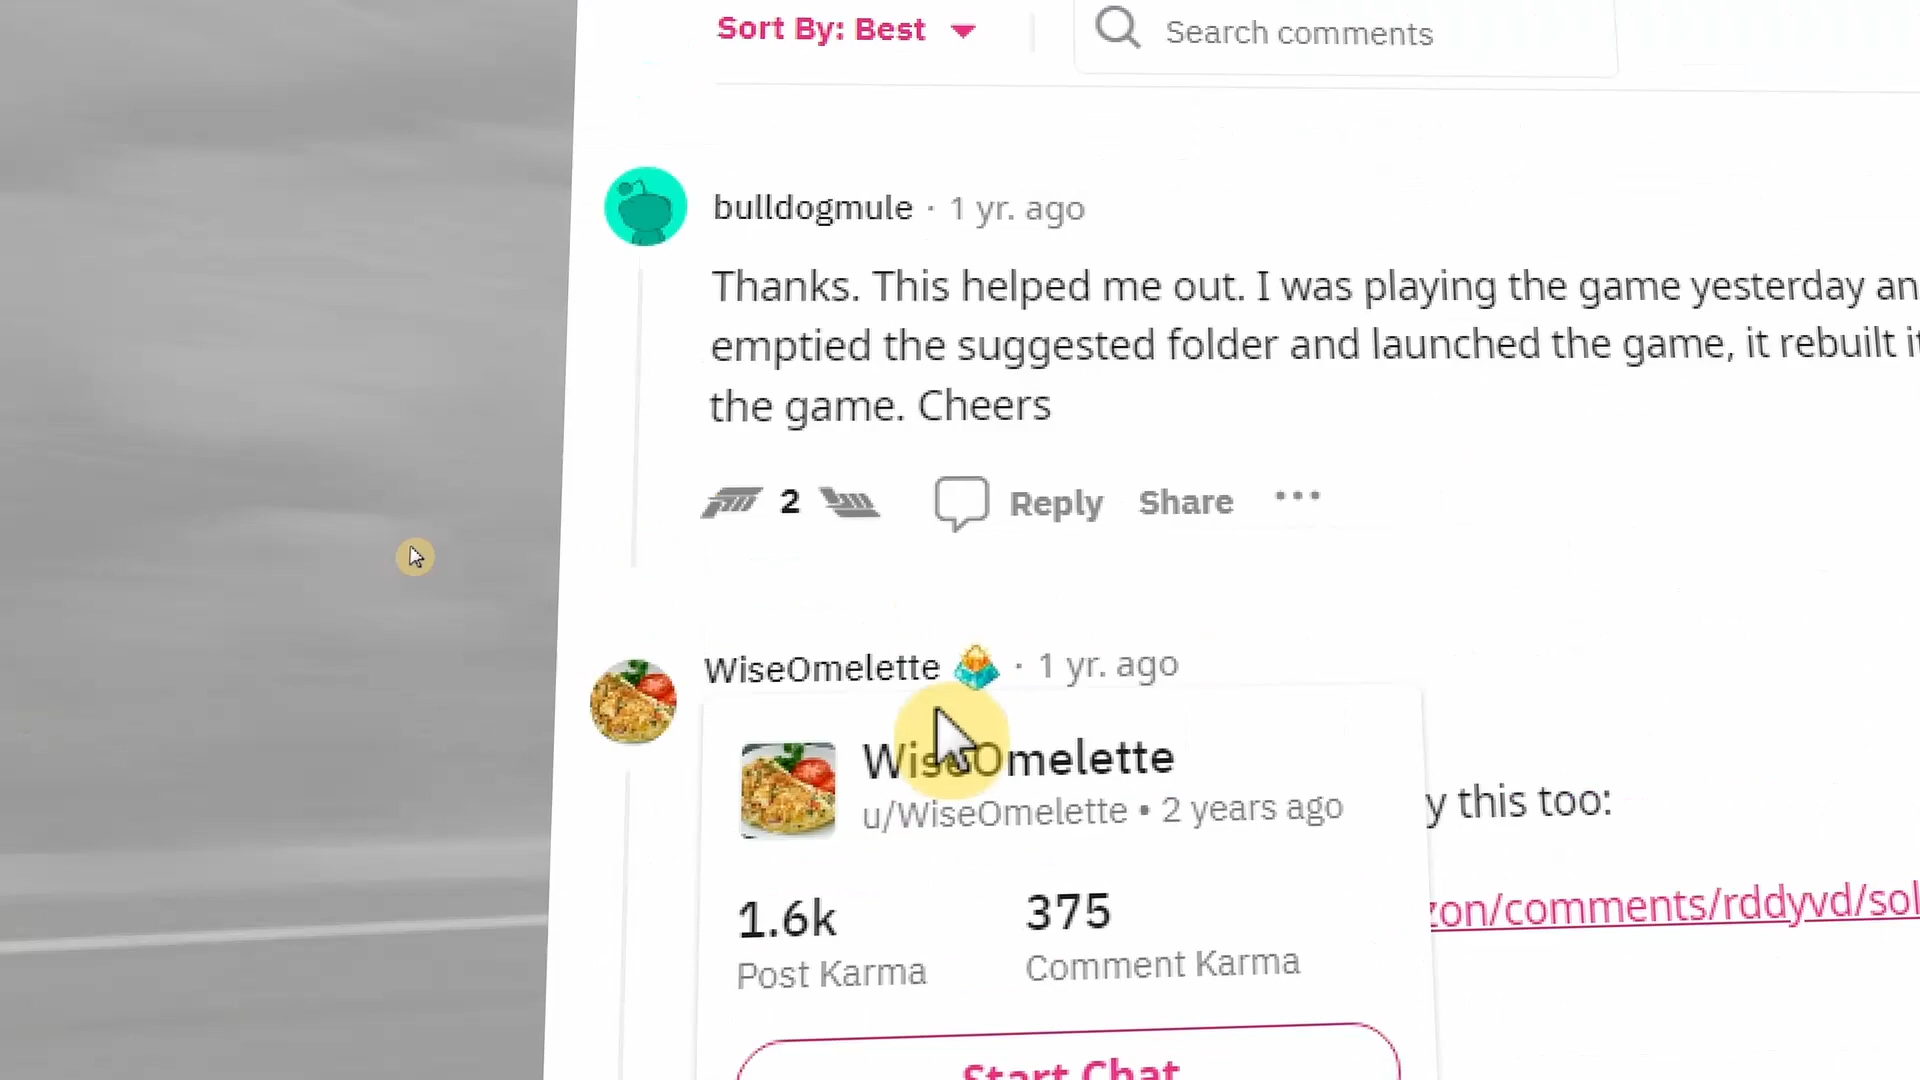 Sort By: Best
Search comments
bulldogmule · 1 yr. ago
Thanks. This helped me out. I was playing the game yesterday
emptied the suggested folder and launched the game, it rebuilt
the game. Cheers
2
Reply Share ...
WiseOmelette · 1 yr. ago
WiseOmelette
u/WiseOmelette • 2 years ago
y this too:
1.6k 375
zon/comments/rddyvd/sol
Post Karma Comment Karma
Start Chat